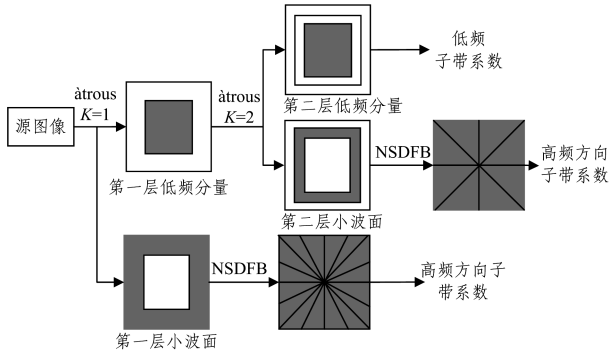 源图像
àtrous
K=1
第一层低频分量
àtrous
K=2
第二层低频分量
低频
子带系数
第二层小波面
NSDFB
高频方向
子带系数
第一层小波面
NSDFB
高频方向子
带系数